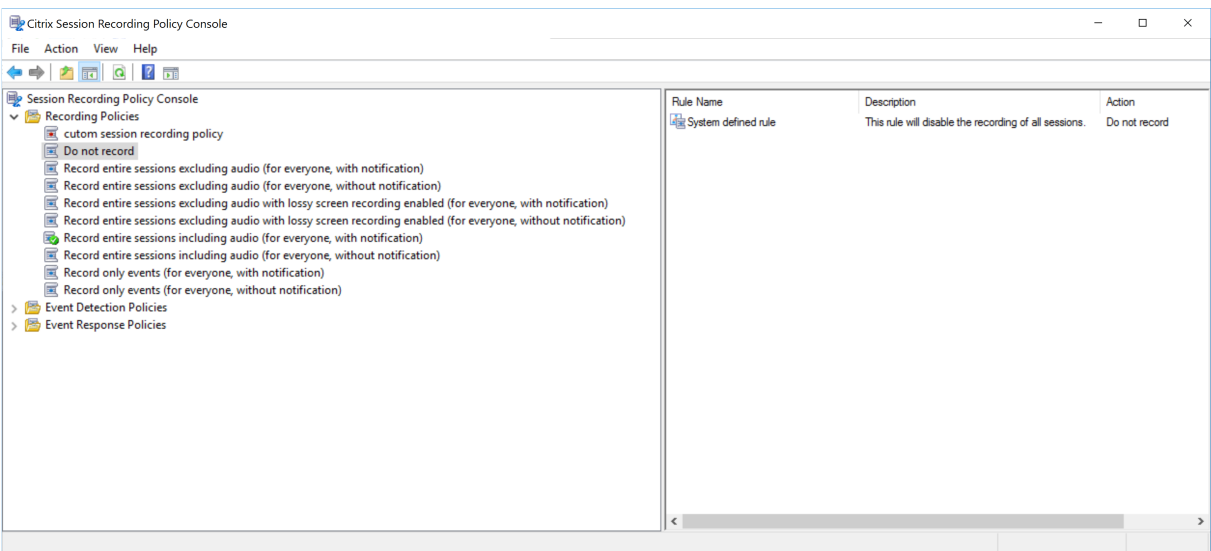 Citrix Session Recording Policy Console
File Action View Help
Session Recording Policy Console
Recording Policies
cutom session recording policy
Do not record
Record entire sessions excluding audio (for everyone, with notification)
Record entire sessions excluding audio (for everyone, without notification)
Record entire sessions excluding audio with lossy screen recording enabled (for everyone, with notification)
Record entire sessions excluding audio with lossy screen recording enabled (for everyone, without notification)
Record entire sessions including audio (for everyone, with notification)
Record entire sessions including audio (for everyone, without notification)
Record only events (for everyone, with notification)
Record only events (for everyone, without notification)
Event Detection Policies
Event Response Policies
Rule Name Description Action
System defined rule This rule will disable the recording of all sessions. Do not record